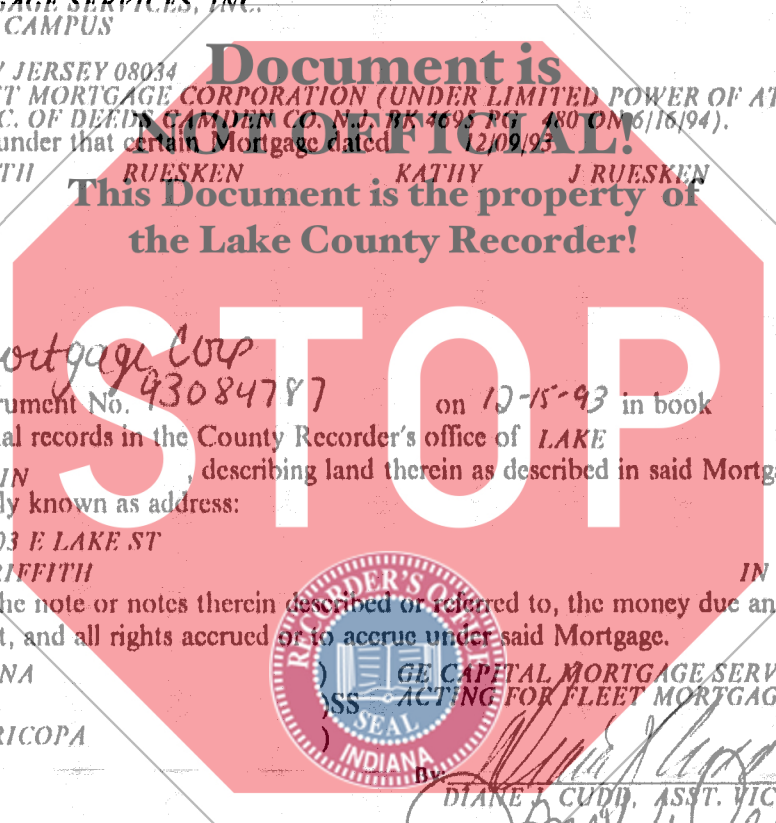 GAGE SERVICES, INC.
CAMPUS
Document is
JERSEY 08034
T MORTGAGE CORPORATION (UNDER LIMITED POWER OF AT
C. OF DEEDS CAMDEN CO. N.J. BK 4695 PG 480 ON 6/16/94).
NOT OFFICIAL!
under that certain Mortgage dated 12/09/93
TH RUESKEN KATHY J RUESKEN
This Document is the property of
the Lake County Recorder!
STOP
ortgage Corp
rument No. 93084787 on 12-15-93 in book
al records in the County Recorder's office of LAKE
IN , describing land therein as described in said Mortga
ly known as address:
03 E LAKE ST
RIFFITH IN
he note or notes therein described or referred to, the money due an
t, and all rights accrued or to accrue under said Mortgage.
NA ) GE CAPITAL MORTGAGE SERV
)SS ACTING FOR FLEET MORTGAG
RICOPA )
RECORDER'S OFFICE
SEAL
INDIANA
By:
DIANE J. CUDD, ASST. VIC